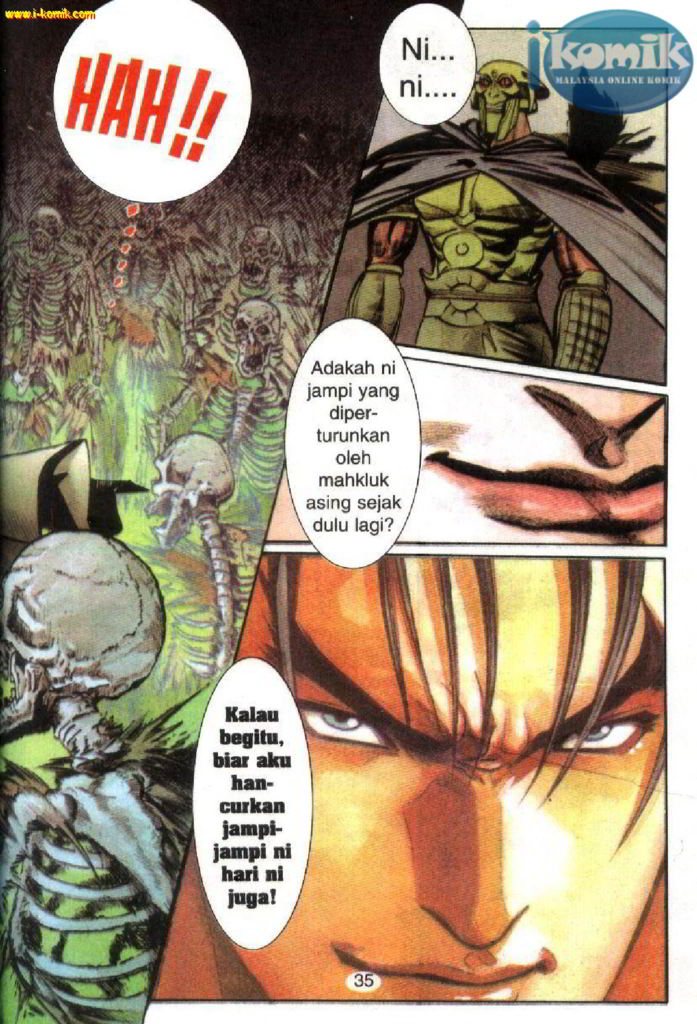 www.i-komik.com
ikomik
MALAYSIA ONLINE KOMIK
HAH!!
Ni...
ni....
Adakah ni
jampi yang
diper-
turunkan
oleh
mahkluk
asing sejak
dulu lagi?
Kalau
begitu,
biar aku
han-
curkan
jampi-
jampi ni
hari ni
juga!
35